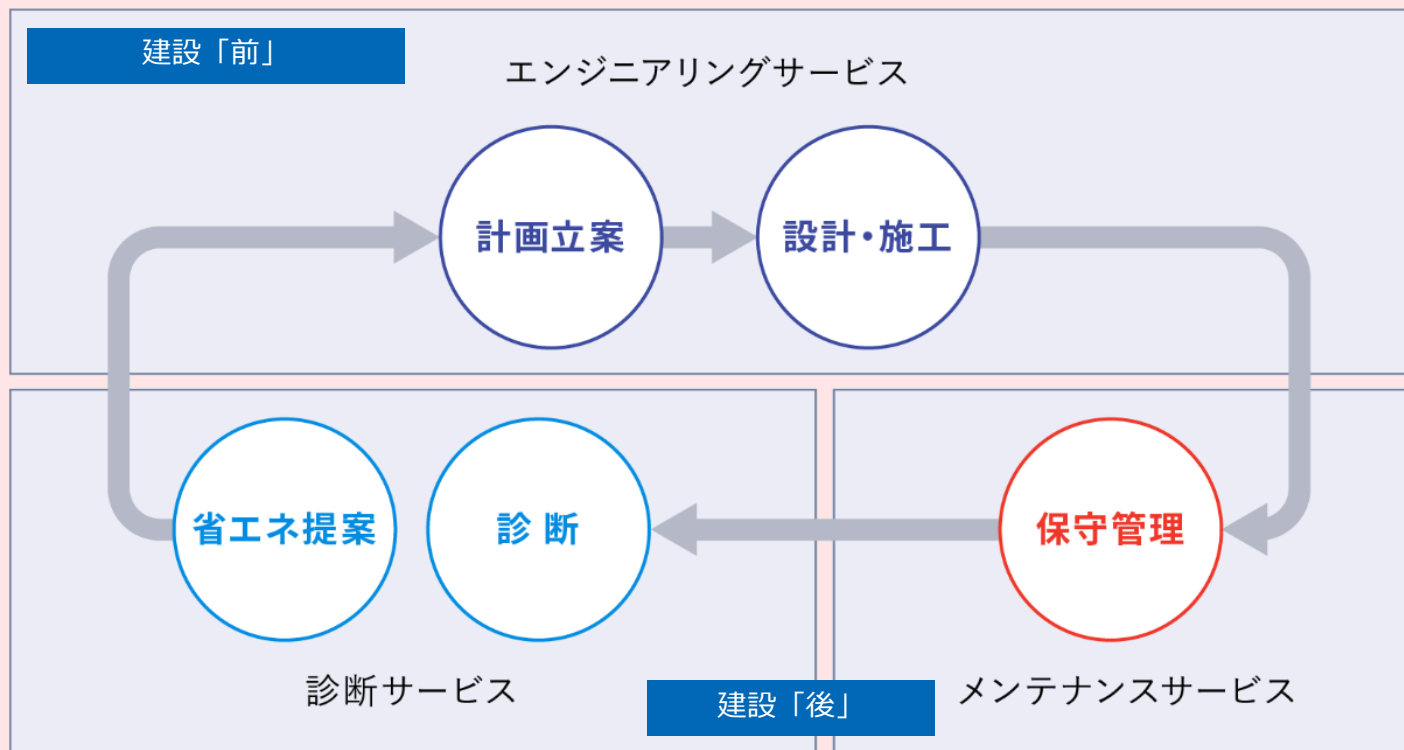 建設「前」
エンジニアリングサービス
計画立案
設計・施工
省エネ提案
診 断
保守管理
診断サービス
建設「後」
メンテナンスサービス